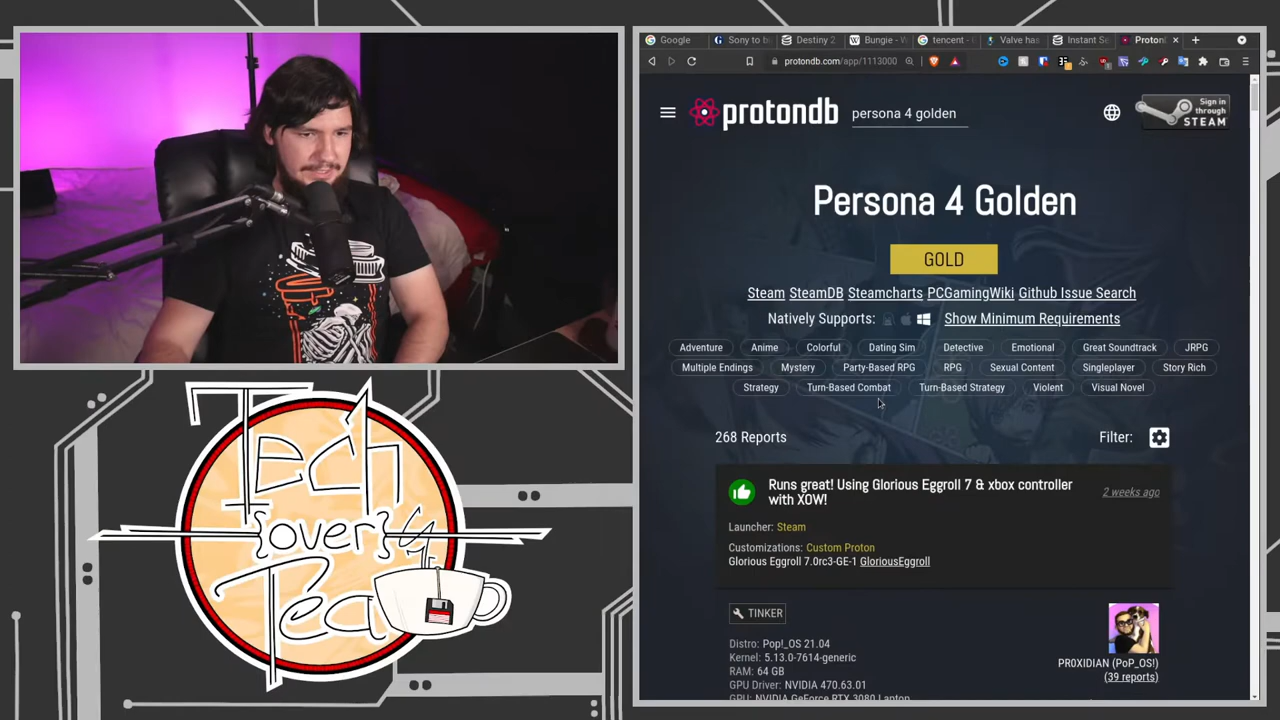 Google
Sony to b
Destiny 2
Bungie - W
tencent - G
Valve has
Instant Se
Proton
protondb.com/app/1113000
protondb
persona 4 golden
Sign in
through
STEAM
Persona 4 Golden
GOLD
Steam SteamDB Steamcharts PCGamingWiki Github Issue Search
Natively Supports: Show Minimum Requirements
Adventure Anime Colorful Dating Sim Detective Emotional Great Soundtrack JRPG
Multiple Endings Mystery Party-Based RPG RPG Sexual Content Singleplayer Story Rich
Strategy Turn-Based Combat Turn-Based Strategy Violent Visual Novel
268 Reports
Filter:
Runs great! Using Glorious Eggroll 7 & xbox controller
with XOW!
2 weeks ago
Launcher: Steam
Customizations: Custom Proton
Glorious Eggroll 7.0rc3-GE-1 GloriousEggroll
TINKER
Distro: Pop!_OS 21.04
Kernel: 5.13.0-7614-generic
RAM: 64 GB
GPU Driver: NVIDIA 470.63.01
GPU: NVIDIA GeForce RTX 3080 Laptop
PR0XIDIAN (PoP_OS!)
(39 reports)
Tech
{over}
Tea